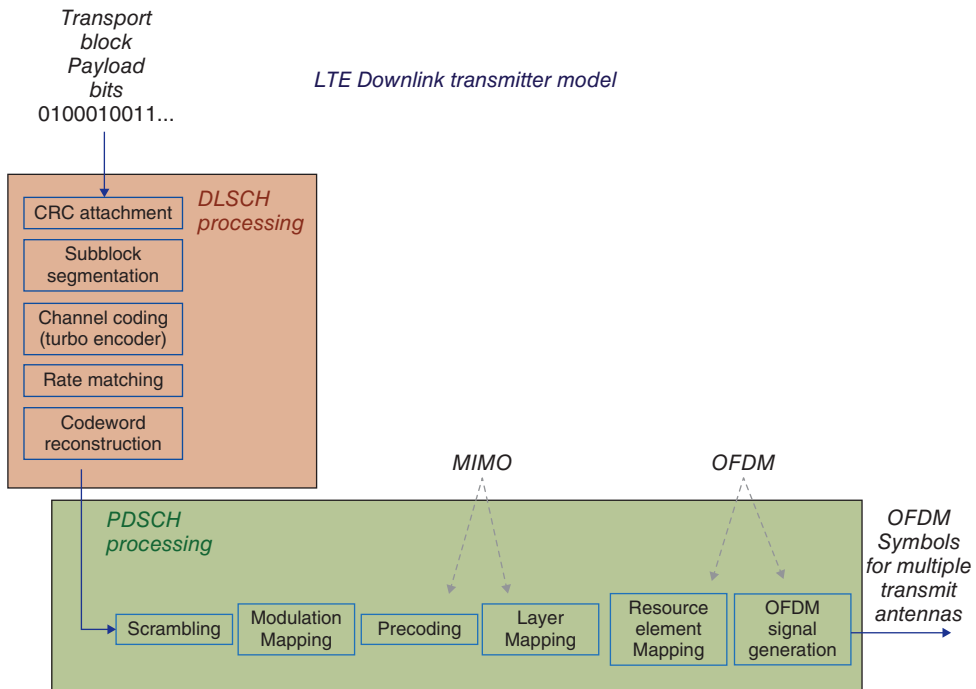 Transport
block
Payload
bits
0100010011...
LTE Downlink transmitter model
DLSCH
processing
CRC attachment
Subblock
segmentation
Channel coding
(turbo encoder)
Rate matching
Codeword
reconstruction
MIMO
OFDM
PDSCH
processing
Scrambling
Modulation
Mapping
Precoding
Layer
Mapping
Resource
element
Mapping
OFDM
signal
generation
OFDM
Symbols
for multiple
transmit
antennas